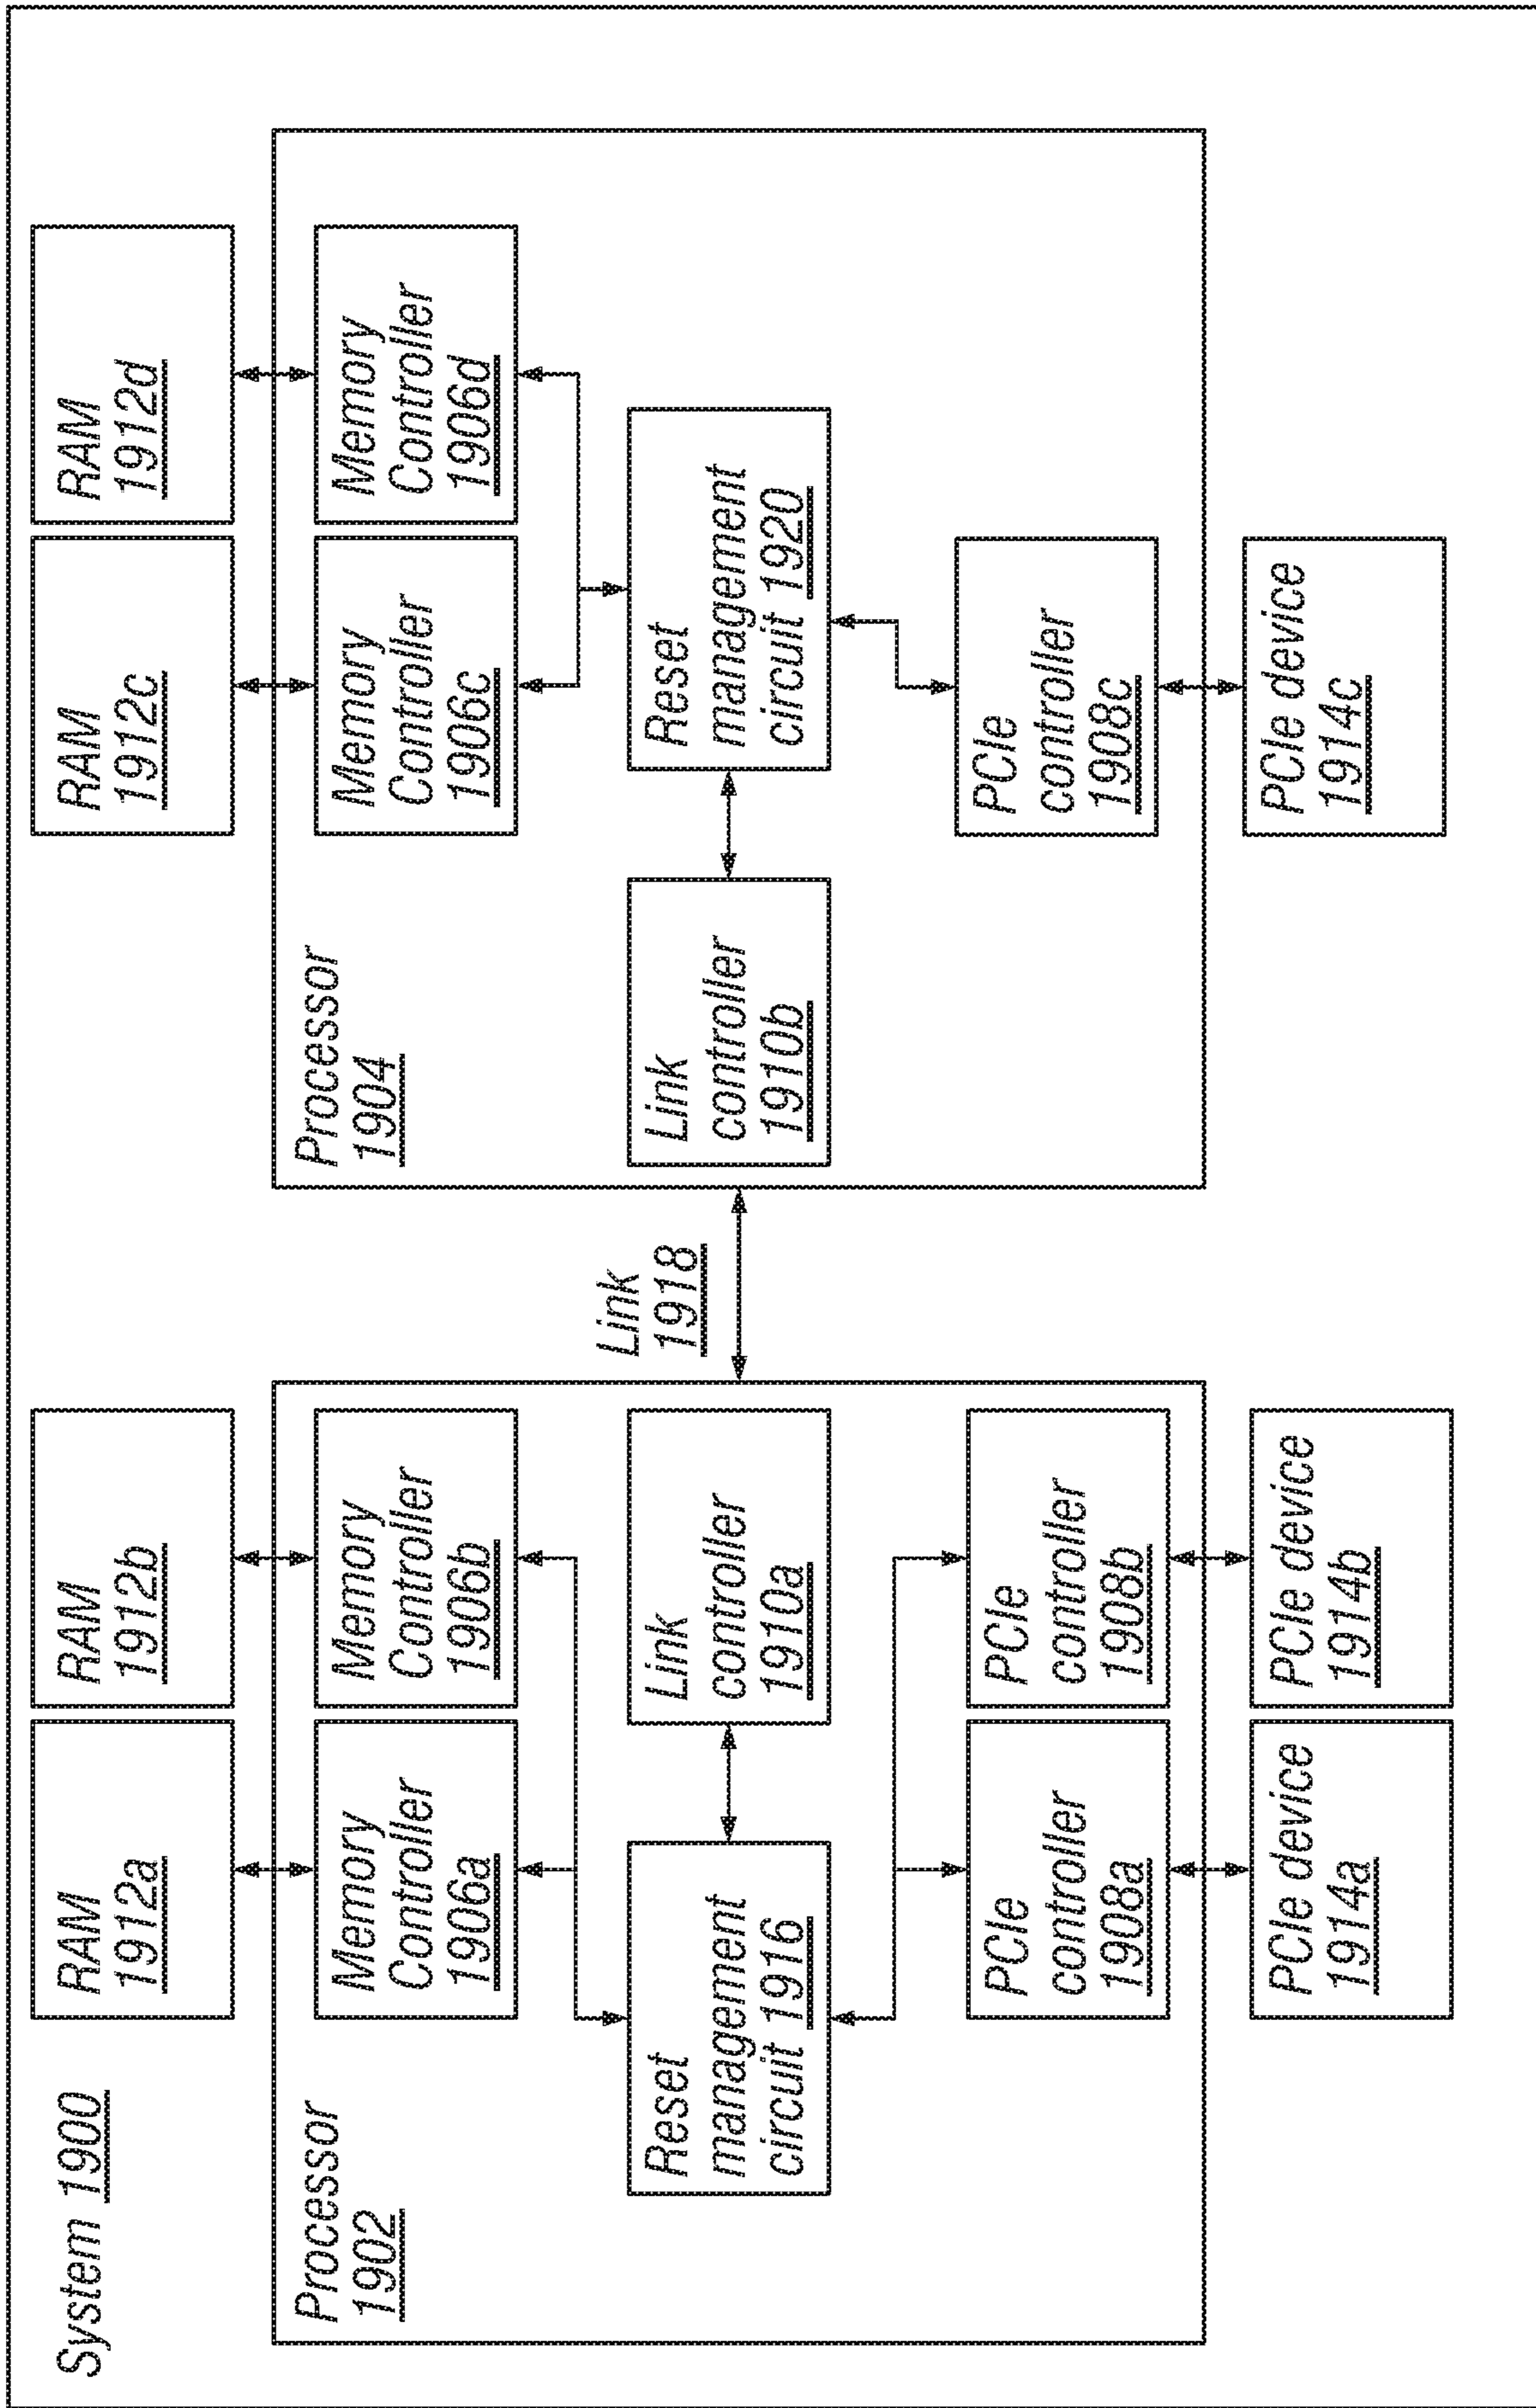 System 1900
RAM
1912a
RAM
1912b
RAM
1912c
RAM
1912d
Processor
1902
Memory
Controller
1906a
Memory
Controller
1906b
Link
1918
Processor
1904
Memory
Controller
1906c
Memory
Controller
1906d
Reset
management
circuit 1916
Link
controller
1910a
Link
controller
1910b
Reset
management
circuit 1920
PCIe
controller
1908a
PCIe
controller
1908b
PCIe
controller
1908c
PCIe device
1914a
PCIe device
1914b
PCIe device
1914c